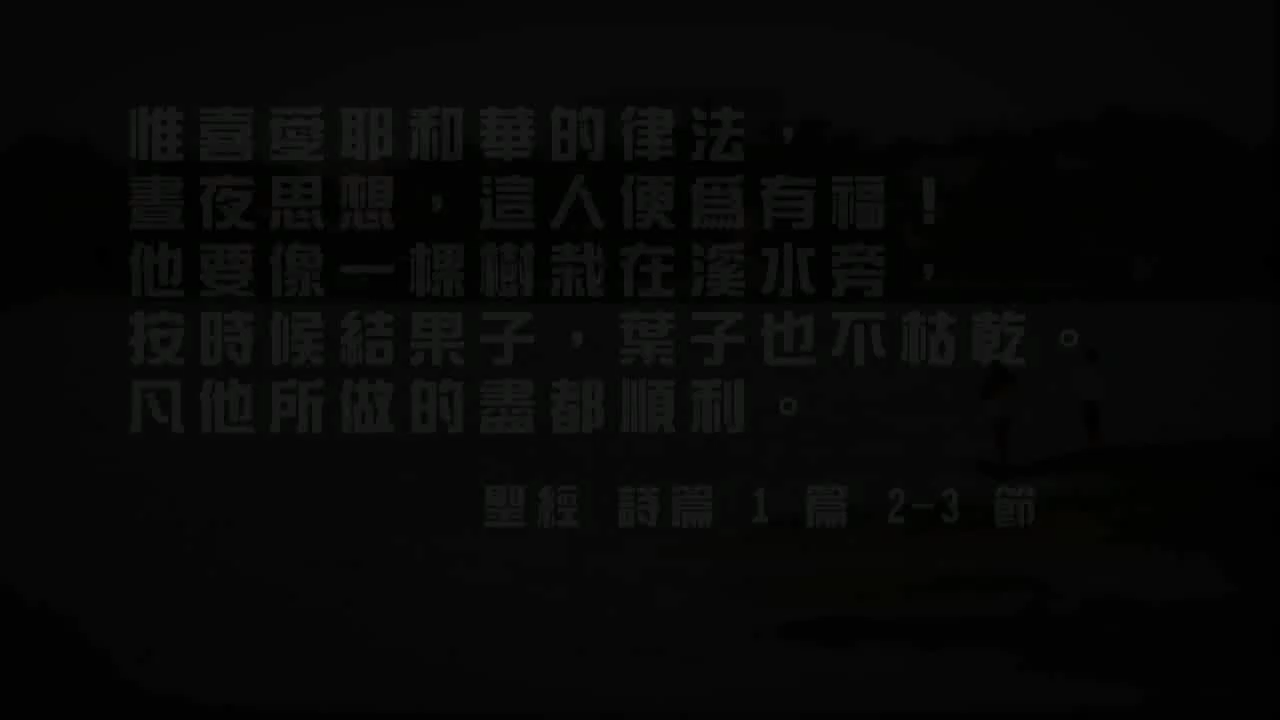 惟喜愛耶和華的律法，
晝夜思想，這人便為有福！
他要像一棵樹栽在溪水旁，
按時候結果子，葉子也不枯乾。
凡他所做的盡都順利。
聖經 詩篇 1 篇 2-3 節